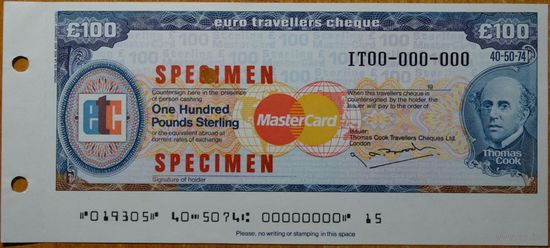 euro travellers cheque
£100
£100
IT00-000-000
40-50-74
SPECIMEN
Countersign here in the presence
of person cashing
19
When this travellers cheque is
countersigned by the holder, the
Issuer will pay to the order of
etc
One Hundred
Pounds Sterling
or the equivalent abroad at
current rates of exchange
MasterCard
Issuer:
Thomas Cook Travellers Cheques Ltd.
London
Thomas
Cook
SPECIMEN
Signature of holder
⑈019305⑈ 40⑉5074⑆ 00000000⑈ 15
Please, no writing or stamping in this space